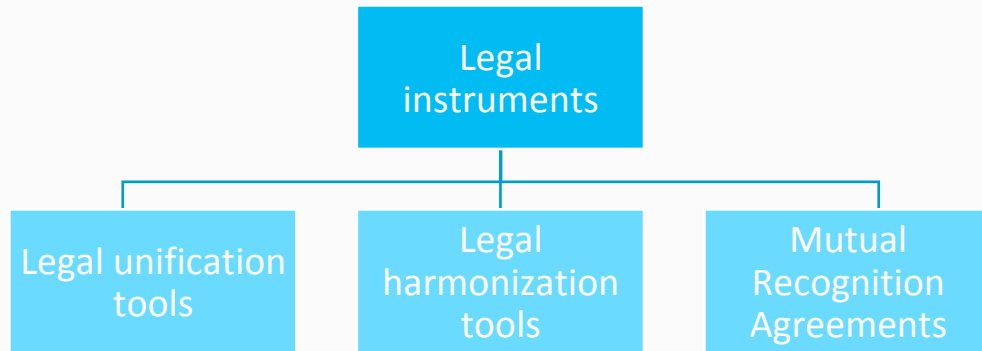 Legal
instruments
Legal unification
tools
Legal
harmonization
tools
Mutual
Recognition
Agreements